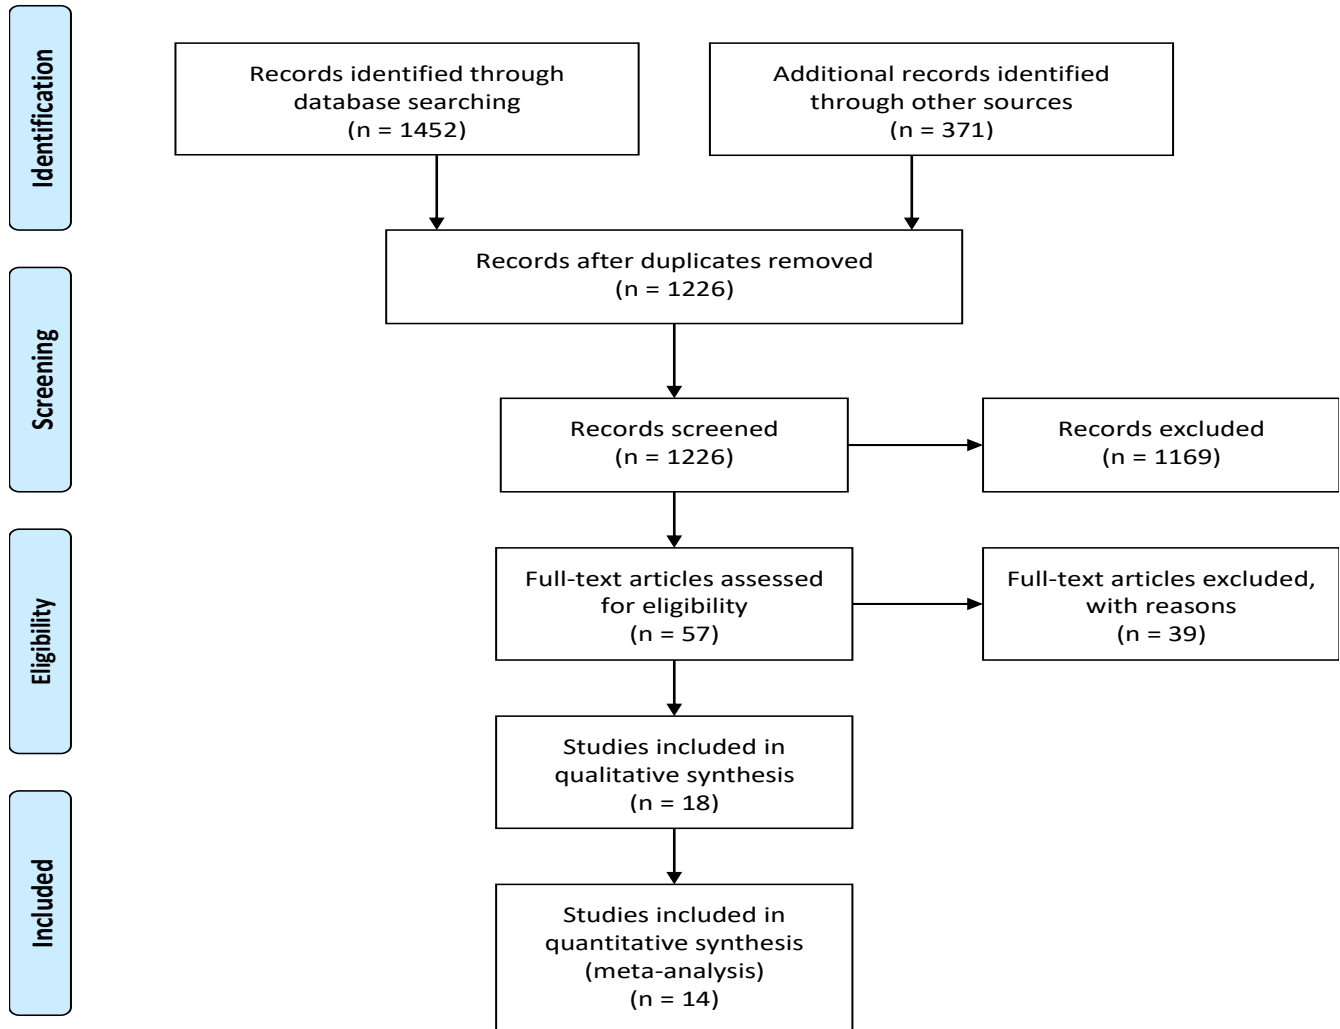 Identification
Records identified through
database searching
(n = 1452)
Additional records identified
through other sources
(n = 371)
Records after duplicates removed
(n = 1226)
Screening
Records screened
(n = 1226)
Records excluded
(n = 1169)
Eligibility
Full-text articles assessed
for eligibility
(n = 57)
Full-text articles excluded,
with reasons
(n = 39)
Studies included in
qualitative synthesis
(n = 18)
Included
Studies included in
quantitative synthesis
(meta-analysis)
(n = 14)